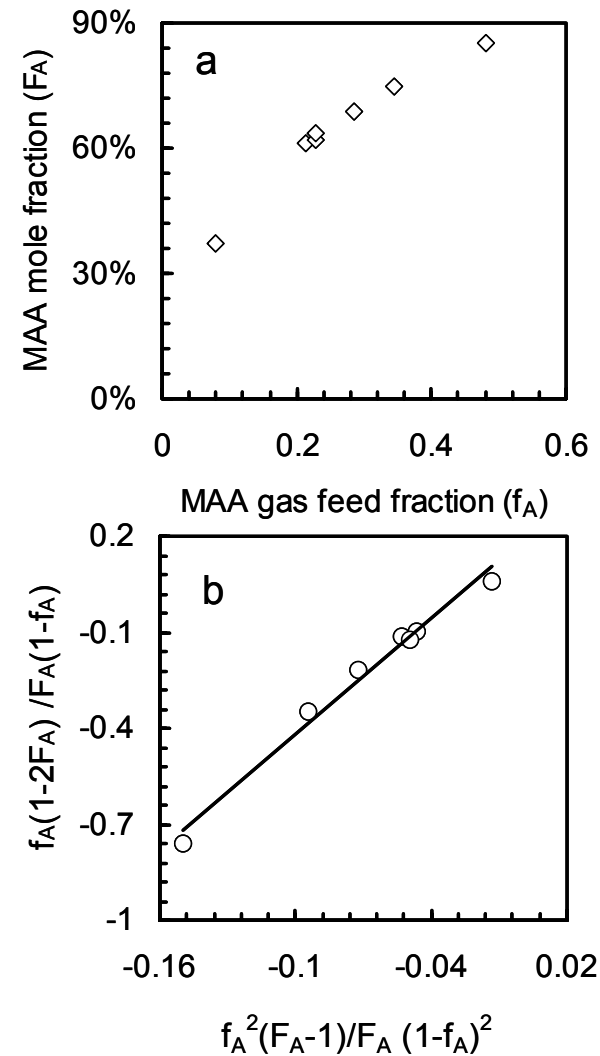 90%
a
60%
30%
0%
MAA mole fraction (FA)
0 0.2 0.4 0.6
MAA gas feed fraction (fA)
0.2
b
-0.1
-0.4
-0.7
-1
fA(1-2FA) /FA(1-fA)
-0.16 -0.1 -0.04 0.02
fA2(FA-1)/FA (1-fA)2